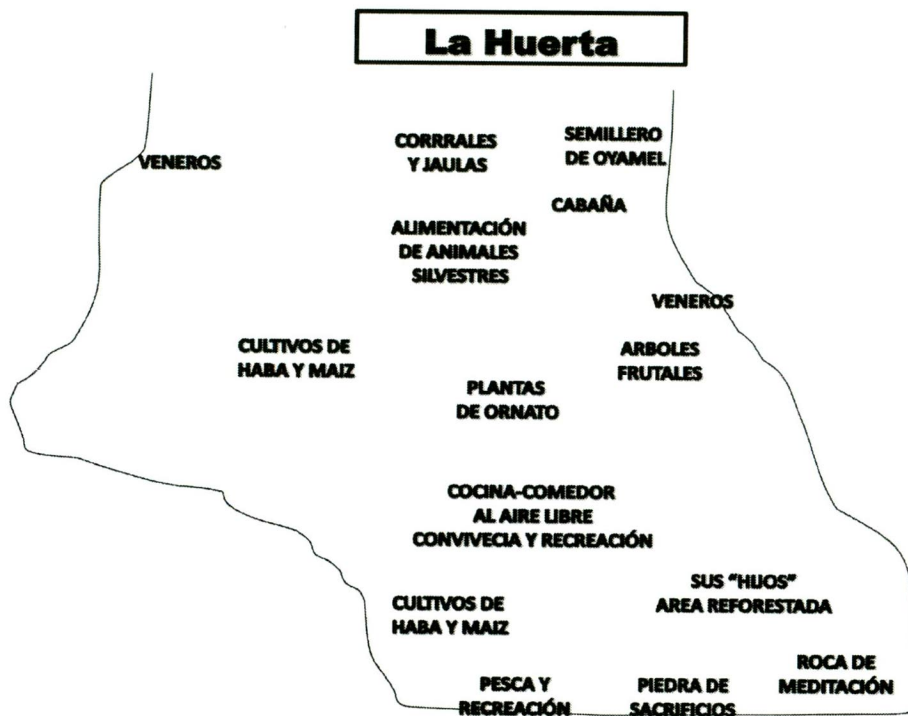 La Huerta
VENEROS
CORRRALES
Y JAULAS
SEMILLERO
DE OYAMEL
CABAÑA
ALIMENTACIÓN
DE ANIMALES
SILVESTRES
VENEROS
CULTIVOS DE
HABA Y MAIZ
ARBOLES
FRUTALES
PLANTAS
DE ORNATO
COCINA-COMEDOR
AL AIRE LIBRE
CONVIVECIA Y RECREACIÓN
SUS "HIJOS"
AREA REFORESTADA
CULTIVOS DE
HABA Y MAIZ
ROCA DE
MEDITACIÓN
PESCA Y
RECREACIÓN
PIEDRA DE
SACRIFICIOS